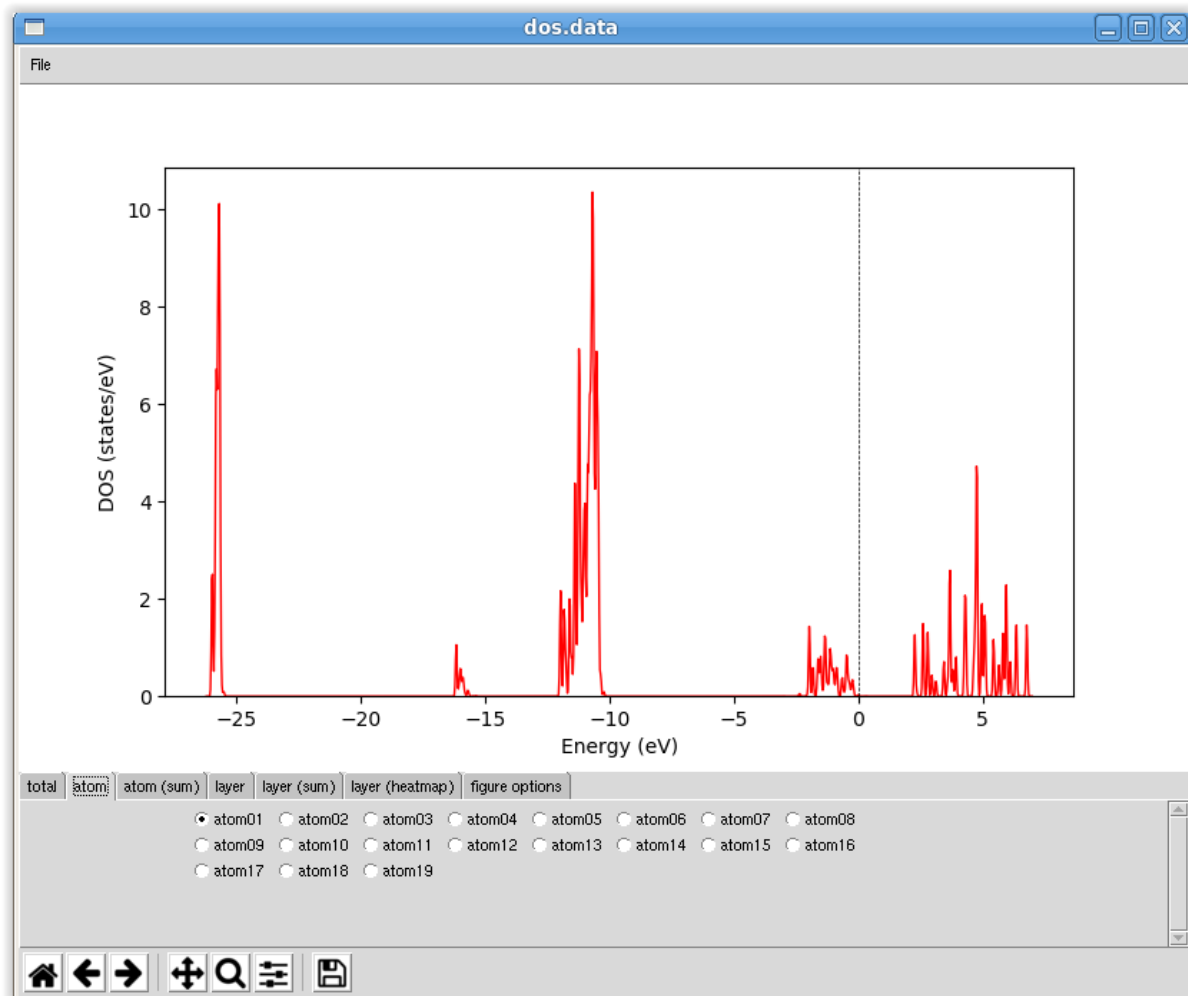 dos.data
File
10
8
6
4
2
0
DOS (states/eV)
−25 −20 −15 −10 −5 0 5
Energy (eV)
total atom atom (sum) layer layer (sum) layer (heatmap) figure options
atom01 atom02 atom03 atom04 atom05 atom06 atom07 atom08
atom09 atom10 atom11 atom12 atom13 atom14 atom15 atom16
atom17 atom18 atom19